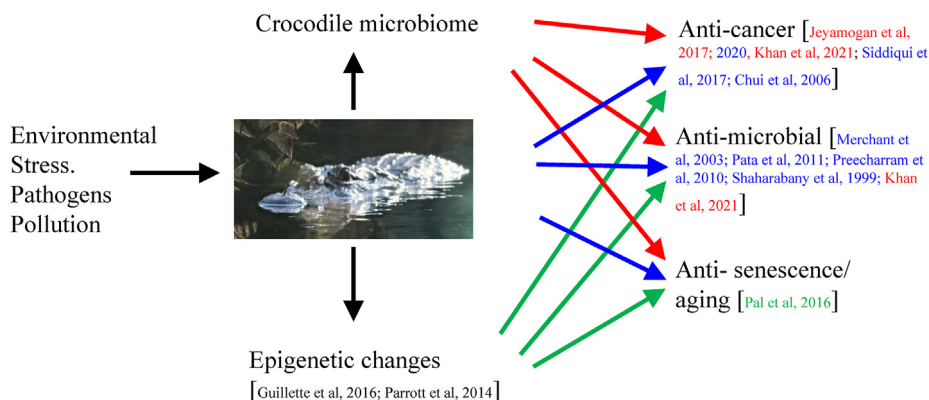 Crocodile microbiome
Environmental
Stress.
Pathogens
Pollution
Epigenetic changes
[Guillette et al, 2016; Parrott et al, 2014]
Anti-cancer [Jeyamogan et al,
2017; 2020, Khan et al, 2021; Siddiqui et
al, 2017; Chui et al, 2006]
Anti-microbial [Merchant et
al, 2003; Pata et al, 2011; Preecharram et
al, 2010; Shaharabany et al, 1999; Khan
et al, 2021]
Anti- senescence/
aging [Pal et al, 2016]